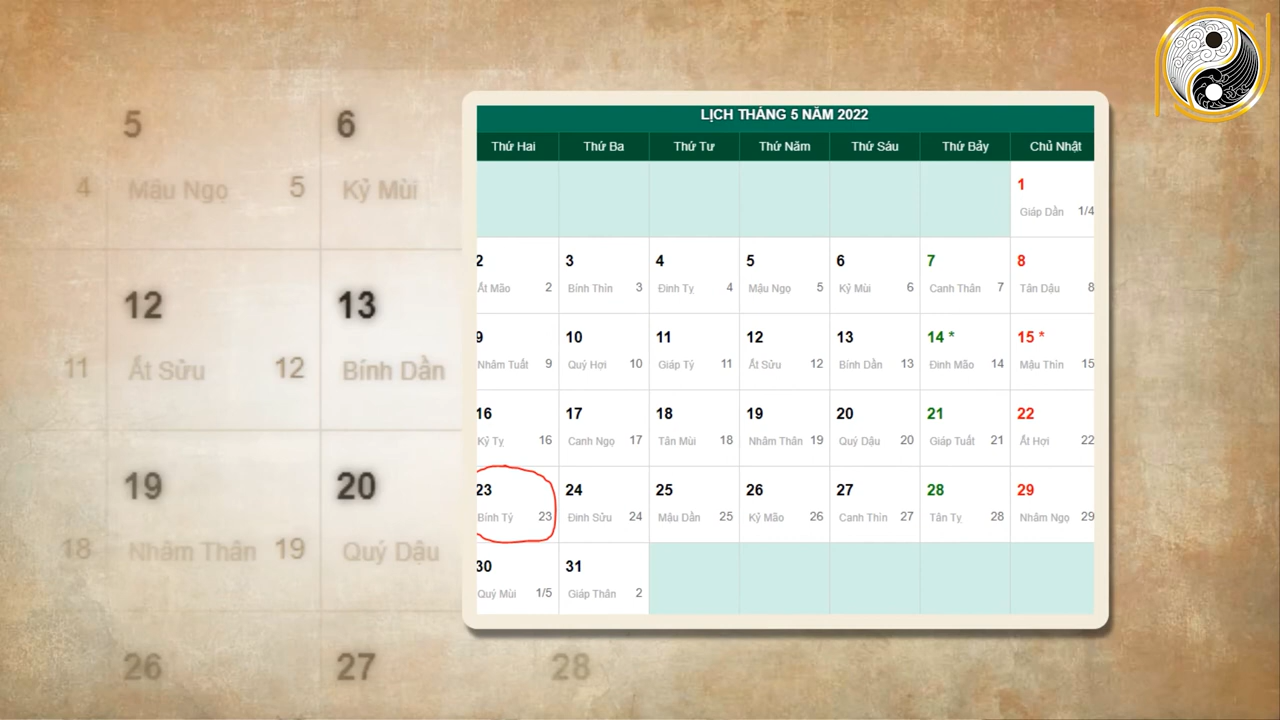 LỊCH THÁNG 5 NĂM 2022
Thứ Hai Thứ Ba Thứ Tư Thứ Năm Thứ Sáu Thứ Bảy Chủ Nhật
1
Giáp Dần 1/4
2 3 4 5 6 7 8
Ất Mão 2 Bính Thìn 3 Đinh Tỵ 4 Mậu Ngọ 5 Kỷ Mùi 6 Canh Thân 7 Tân Dậu 8
9 10 11 12 13 14 * 15 *
Nhâm Tuất 9 Quý Hợi 10 Giáp Tý 11 Ất Sửu 12 Bính Dần 13 Đinh Mão 14 Mậu Thìn 15
16 17 18 19 20 21 22
Kỷ Tỵ 16 Canh Ngọ 17 Tân Mùi 18 Nhâm Thân 19 Quý Dậu 20 Giáp Tuất 21 Ất Hợi 22
23 24 25 26 27 28 29
Bính Tý 23 Đinh Sửu 24 Mậu Dần 25 Kỷ Mão 26 Canh Thìn 27 Tân Tỵ 28 Nhâm Ngọ 29
30 31
Quý Mùi 1/5 Giáp Thân 2
5 6
4 Mậu Ngọ 5 Kỷ Mùi
12 13
11 Ất Sửu 12 Bính Dần
19 20
18 Nhâm Thân 19 Quý Dậu
26 27 28